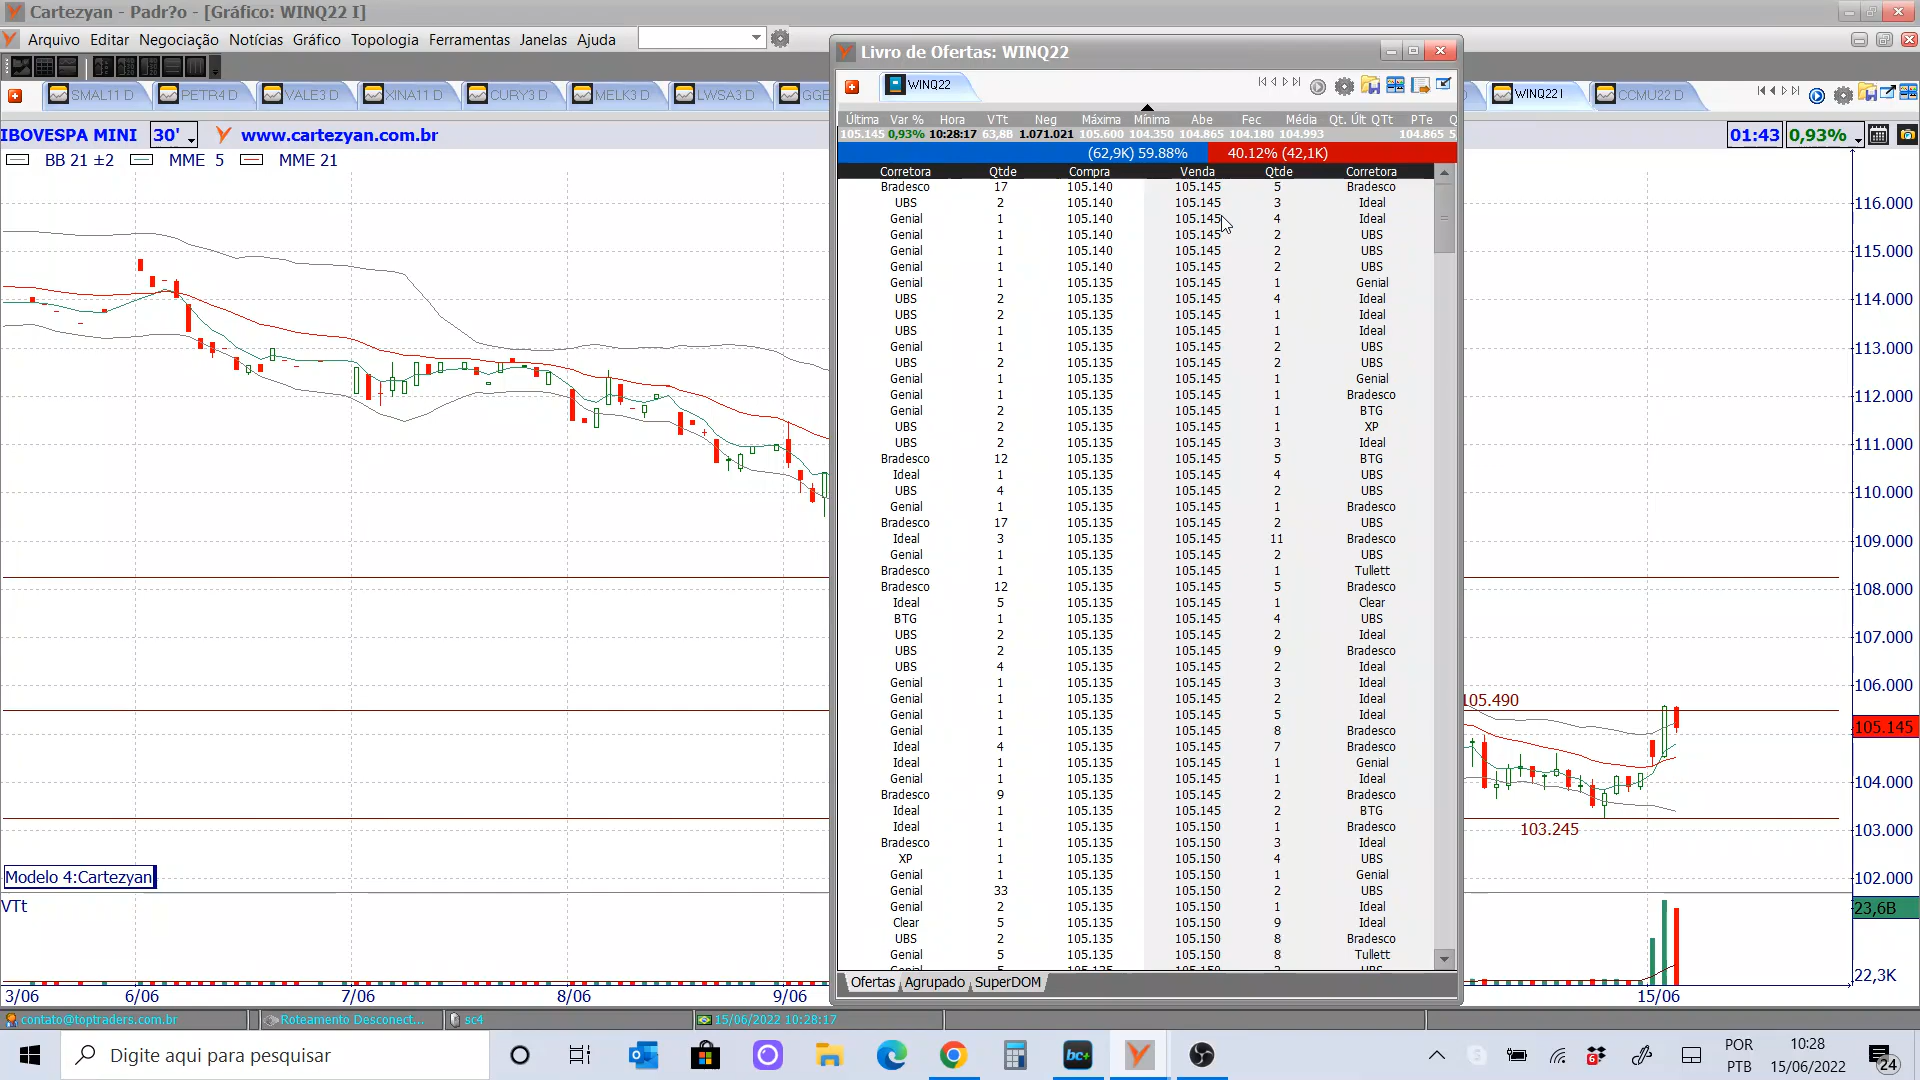 Cartezyan - Padr?o - [Gráfico: WINQ22 I]
Arquivo Editar Negociação Notícias Gráfico Topologia Ferramentas Janelas Ajuda
SMAL11 D PETR4 D VALE3 D XINA11 D CURY3 D MELK3 D LWSA3 D GGE WINQ22 I CCMU22 D
IBOVESPA MINI 30' www.cartezyan.com.br 01:43 0,93%
BB 21 ±2 MME 5 MME 21
Livro de Ofertas: WINQ22
WINQ22
Última Var % Hora VTt Neg Máxima Mínima Abe Fec Média Qt. Últ QTt PTe Q
105.145 0,93% 10:28:17 63,8B 1.071.021 105.600 104.350 104.865 104.180 104.993 104.865 5
(62,9K) 59.88% 40.12% (42,1K)
Corretora Qtde Compra Venda Qtde Corretora
Bradesco 17 105.140 105.145 5 Bradesco
UBS 2 105.140 105.145 3 Ideal
Genial 1 105.140 105.145 4 Ideal
Genial 1 105.140 105.145 2 UBS
Genial 1 105.140 105.145 2 UBS
Genial 1 105.140 105.145 2 UBS
Genial 1 105.135 105.145 1 Genial
UBS 2 105.135 105.145 4 Ideal
UBS 2 105.135 105.145 1 Ideal
UBS 1 105.135 105.145 1 Ideal
Genial 1 105.135 105.145 2 UBS
UBS 2 105.135 105.145 2 UBS
Genial 1 105.135 105.145 1 Genial
Genial 1 105.135 105.145 1 Bradesco
Genial 2 105.135 105.145 1 BTG
UBS 2 105.135 105.145 1 XP
UBS 2 105.135 105.145 3 Ideal
Bradesco 12 105.135 105.145 5 BTG
Ideal 1 105.135 105.145 4 UBS
UBS 4 105.135 105.145 2 UBS
Genial 1 105.135 105.145 1 Bradesco
Bradesco 17 105.135 105.145 2 UBS
Ideal 3 105.135 105.145 11 Bradesco
Genial 1 105.135 105.145 2 UBS
Bradesco 1 105.135 105.145 1 Tullett
Bradesco 12 105.135 105.145 5 Bradesco
Ideal 5 105.135 105.145 1 Clear
BTG 1 105.135 105.145 4 UBS
UBS 2 105.135 105.145 2 Ideal
UBS 2 105.135 105.145 9 Bradesco
UBS 4 105.135 105.145 2 Ideal
Genial 1 105.135 105.145 3 Ideal
Genial 1 105.135 105.145 2 Ideal
Genial 1 105.135 105.145 5 Ideal
Genial 1 105.135 105.145 8 Bradesco
Ideal 4 105.135 105.145 7 Bradesco
Ideal 1 105.135 105.145 1 Genial
Genial 1 105.135 105.145 1 Ideal
Bradesco 9 105.135 105.145 2 Bradesco
Ideal 1 105.135 105.145 2 BTG
Ideal 1 105.135 105.150 1 Bradesco
Bradesco 1 105.135 105.150 3 Ideal
XP 1 105.135 105.150 4 UBS
Genial 1 105.135 105.150 1 Genial
Genial 33 105.135 105.150 2 UBS
Genial 2 105.135 105.150 1 Ideal
Clear 5 105.135 105.150 9 Ideal
UBS 2 105.135 105.150 8 Bradesco
Genial 5 105.135 105.150 8 Tullett
Ofertas Agrupado SuperDOM
116.000
115.000
114.000
113.000
112.000
111.000
110.000
109.000
108.000
107.000
106.000
105.490
105.145
104.000
103.245
103.000
102.000
Modelo 4:Cartezyan
VTt
23,6B
22,3K
3/06 6/06 7/06 8/06 9/06 15/06
contato@toptraders.com.br Roteamento Desconect... sc4 15/06/2022 10:28:17
Digite aqui para pesquisar
bc+
6
POR
PTB
10:28
15/06/2022
24